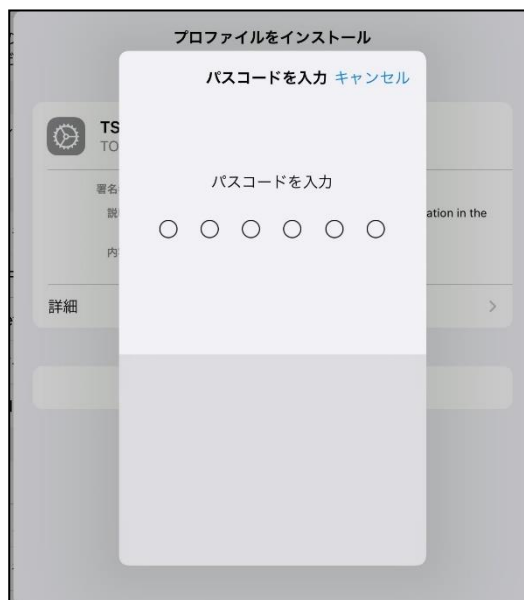 プロファイルをインストール
パスコードを入力 キャンセル
TS
TO
パスコードを入力
署名
説
ation in the
内
詳細